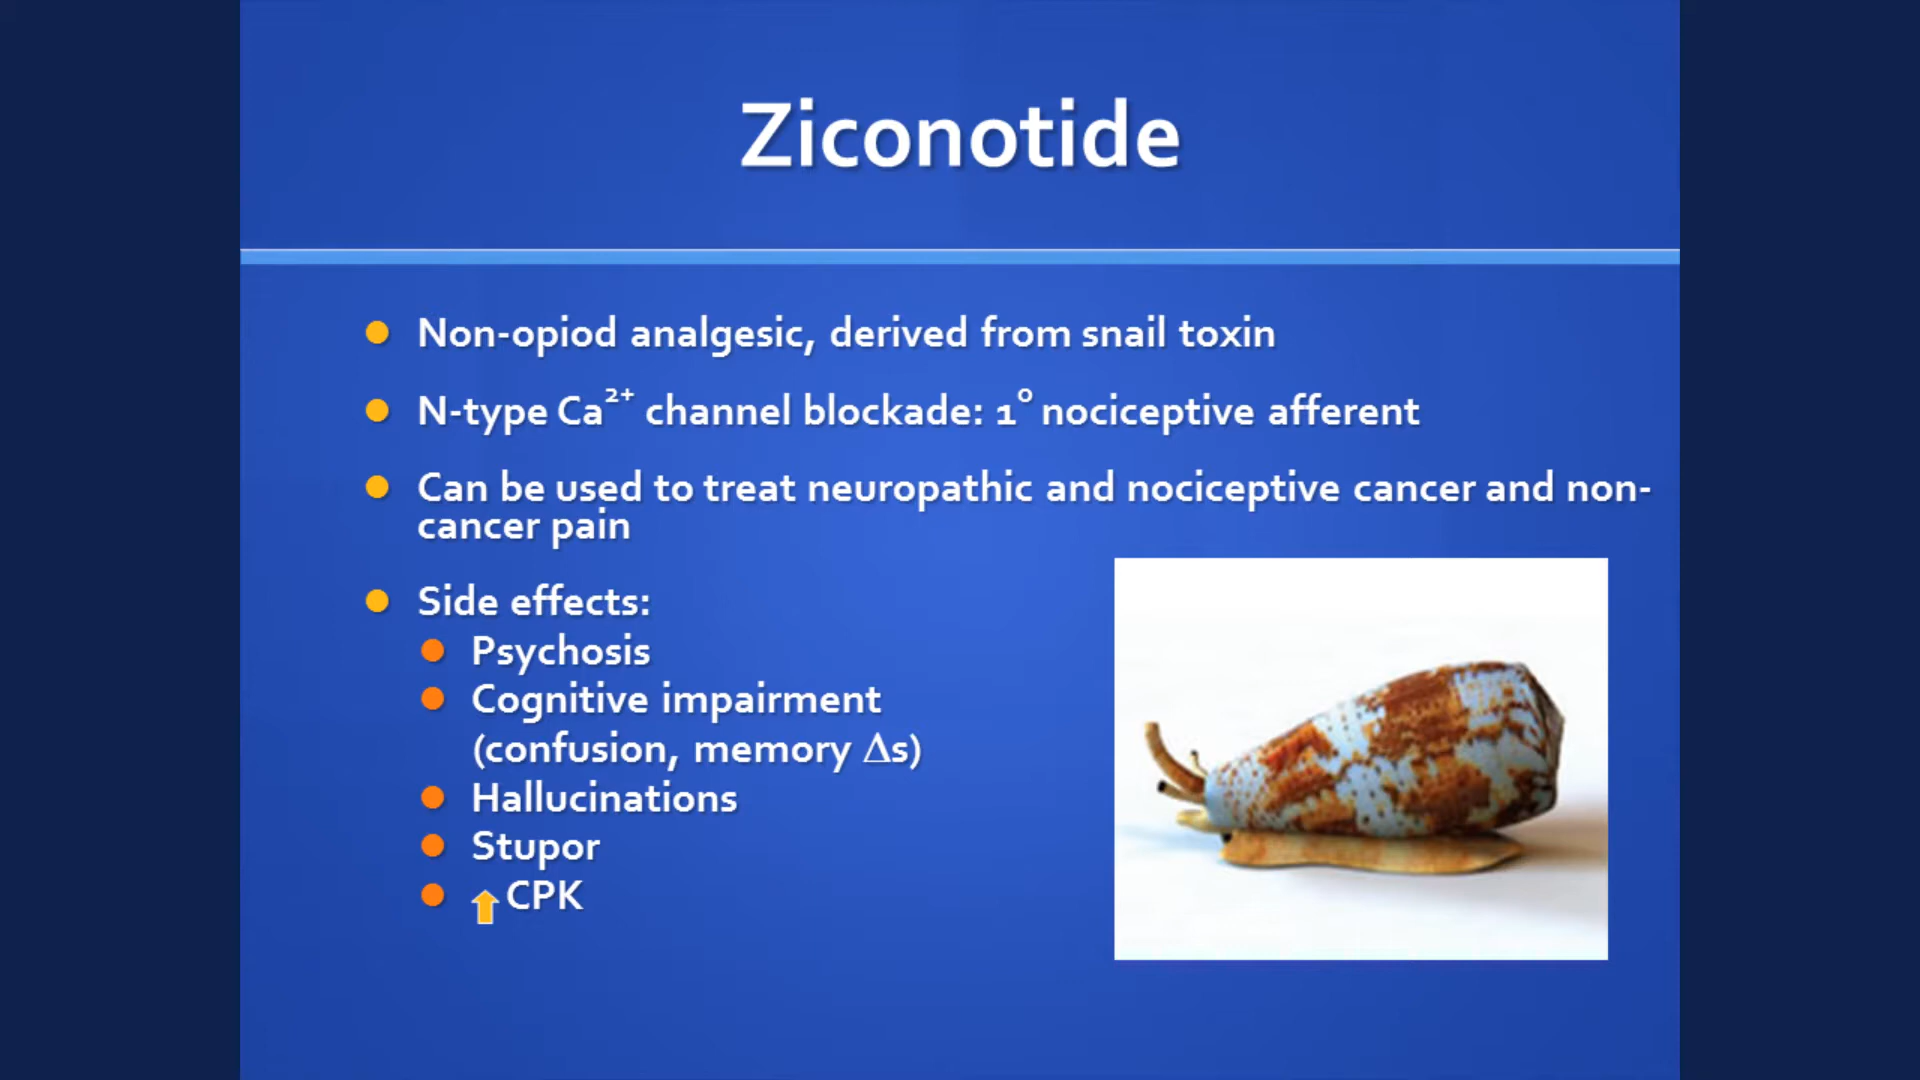 Ziconotide
Non-opiod analgesic, derived from snail toxin
N-type Ca²⁺ channel blockade: 1° nociceptive afferent
Can be used to treat neuropathic and nociceptive cancer and non-
cancer pain
Side effects:
Psychosis
Cognitive impairment
(confusion, memory Δs)
Hallucinations
Stupor
CPK